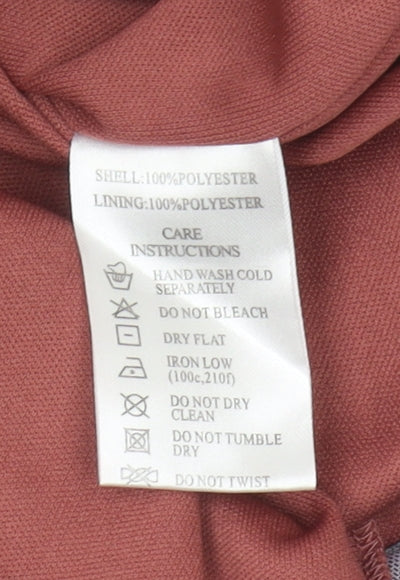 SHELL:100%POLYESTER
LINING:100%POLYESTER
CARE
INSTRUCTIONS
HAND WASH COLD
SEPARATELY
DO NOT BLEACH
DRY FLAT
IRON LOW
(100c,210f)
DO NOT DRY
CLEAN
DO NOT TUMBLE
DRY
DO NOT TWIST